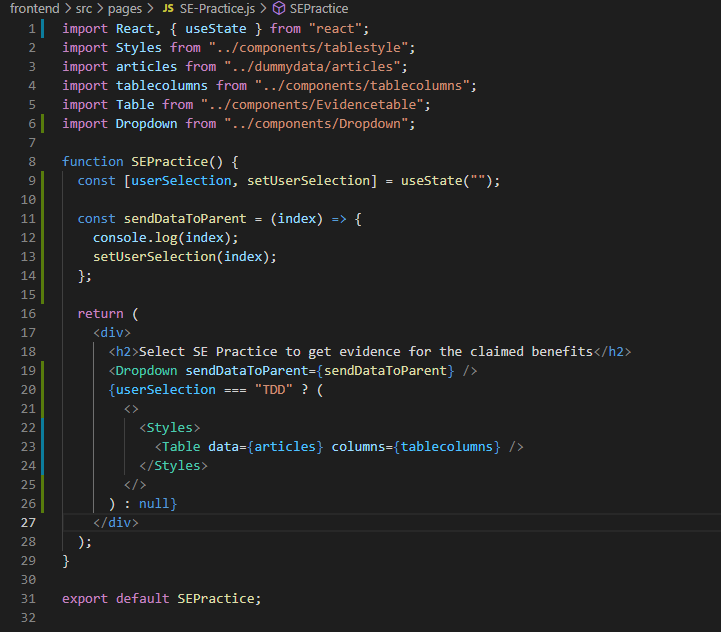 frontend > src > pages > JS SE-Practice.js > SEPractice
1 import React, { useState } from "react";
2 import Styles from "../components/tablestyle";
3 import articles from "../dummydata/articles";
4 import tablecolumns from "../components/tablecolumns";
5 import Table from "../components/Evidencetable";
6 import Dropdown from "../components/Dropdown";
7
8 function SEPractice() {
9   const [userSelection, setUserSelection] = useState("");
10
11   const sendDataToParent = (index) => {
12     console.log(index);
13     setUserSelection(index);
14   };
15
16   return (
17     <div>
18       <h2>Select SE Practice to get evidence for the claimed benefits</h2>
19       <Dropdown sendDataToParent={sendDataToParent} />
20       {userSelection === "TDD" ? (
21         <>
22           <Styles>
23             <Table data={articles} columns={tablecolumns} />
24           </Styles>
25         </>
26       ) : null}
27     </div>
28   );
29 }
30
31 export default SEPractice;
32